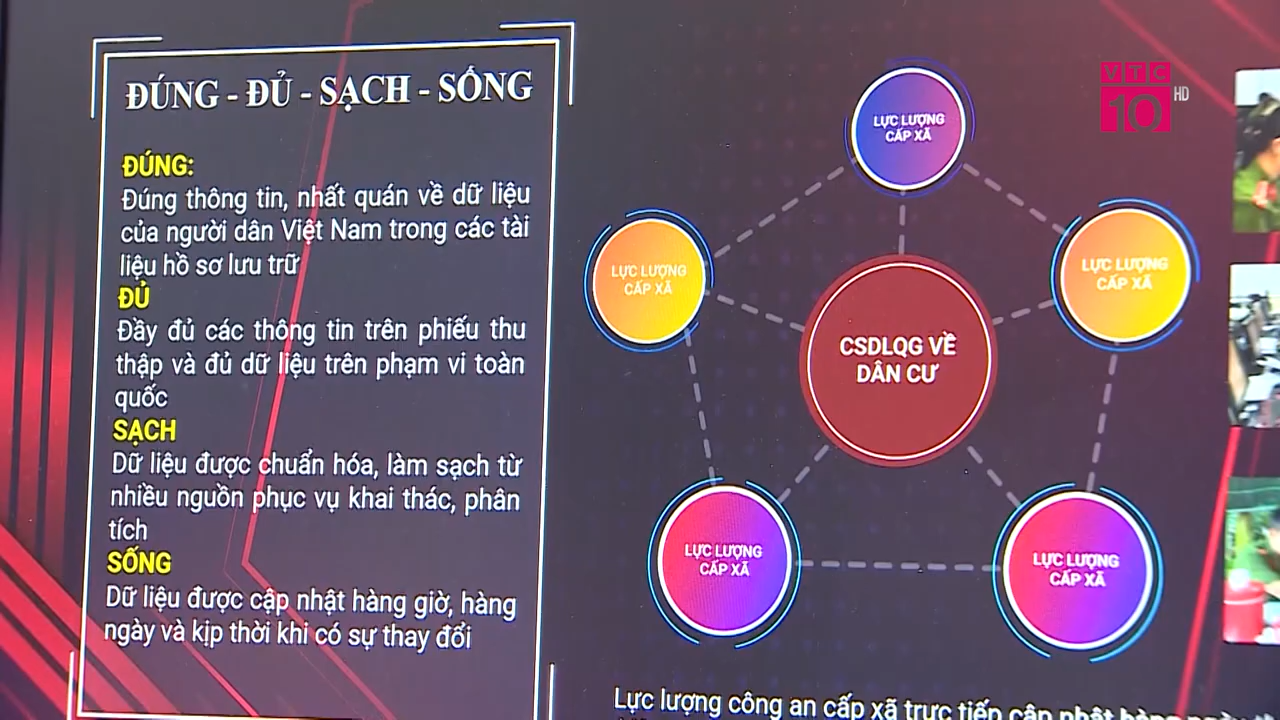 ĐÚNG - ĐỦ - SẠCH - SỐNG
ĐÚNG:
Đúng thông tin, nhất quán về dữ liệu
của người dân Việt Nam trong các tài
liệu hồ sơ lưu trữ
ĐỦ
Đầy đủ các thông tin trên phiếu thu
thập và đủ dữ liệu trên phạm vi toàn
quốc
SẠCH
Dữ liệu được chuẩn hóa, làm sạch từ
nhiều nguồn phục vụ khai thác, phân
tích
SỐNG
Dữ liệu được cập nhật hàng giờ, hàng
ngày và kịp thời khi có sự thay đổi
VTC
10 HD
LỰC LƯỢNG
CẤP XÃ
LỰC LƯỢNG
CẤP XÃ
LỰC LƯỢNG
CẤP XÃ
CSDLQG VỀ
DÂN CƯ
LỰC LƯỢNG
CẤP XÃ
LỰC LƯỢNG
CẤP XÃ
Lực lượng công an cấp xã trực tiếp cập nhật hàng